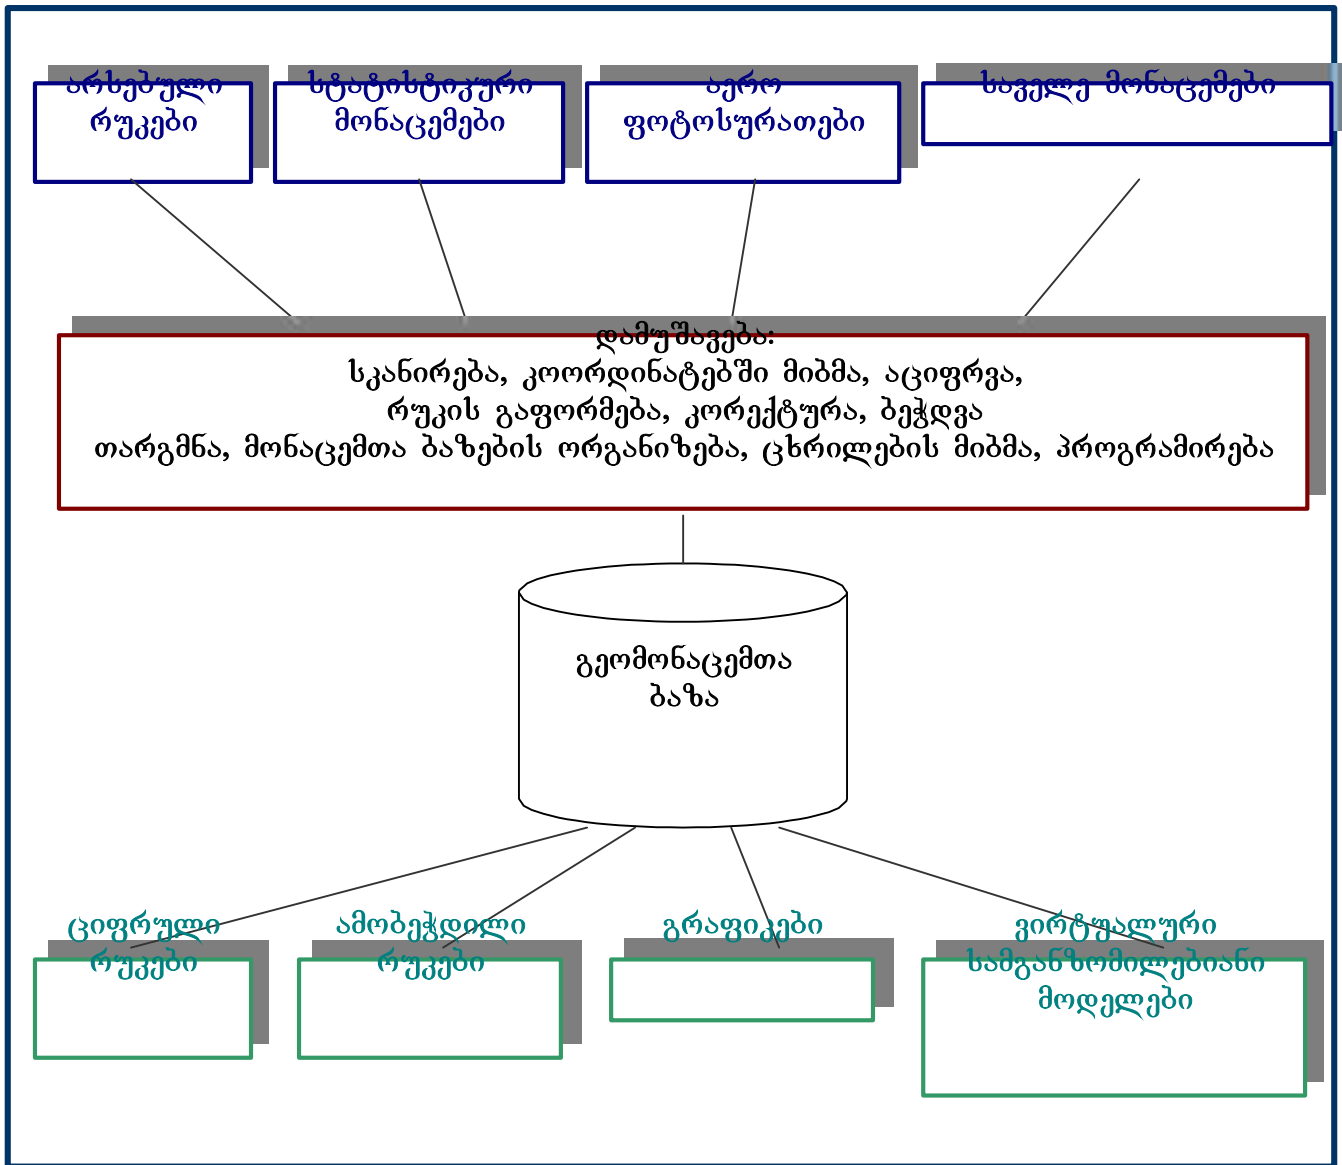 არსებული
რუკები
სტატისტიკური
მონაცემები
აერო
ფოტოსურათები
საველე მონაცემები
დამუშავება:
სკანირება, კოორდინატებში მიბმა, აციფრვა,
რუკის გაფორმება, კორექტურა, ბეჭდვა
თარგმნა, მონაცემთა ბაზების ორგანიზება, ცხრილების მიბმა, პროგრამირება
გეომონაცემთა
ბაზა
ციფრული
რუკები
ამობეჭდილი
რუკები
გრაფიკები
ვირტუალური
სამგანზომილებიანი
მოდელები